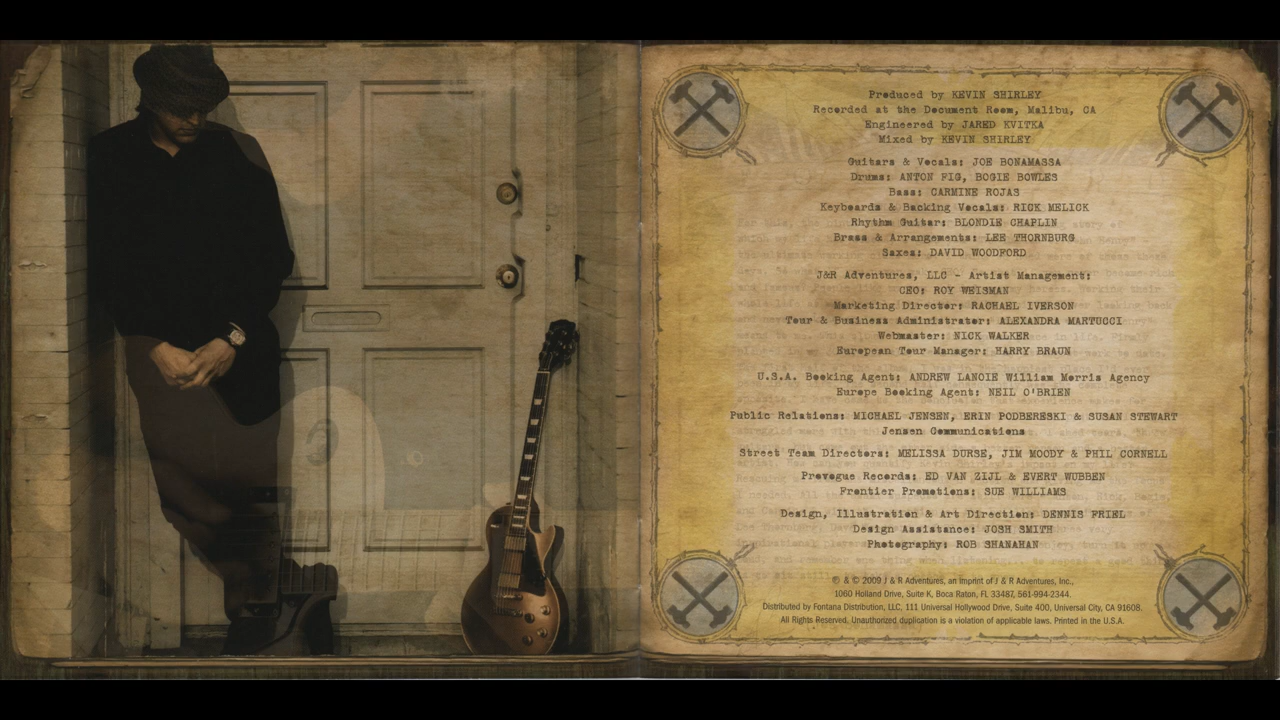 Produced by KEVIN SHIRLEY
Recorded at the Document Room, Malibu, CA
Engineered by JARED KVITKA
Mixed by KEVIN SHIRLEY
Guitars & Vocals: JOE BONAMASSA
Drums: ANTON FIG, BOGIE BOWLES
Bass: CARMINE ROJAS
Keyboards & Backing Vocals: RICK MELICK
Rhythm Guitar: BLONDIE CHAPLIN
Brass & Arrangements: LEE THORNBURG
Saxes: DAVID WOODFORD
J&R Adventures, LLC - Artist Management:
CEO: ROY WEISMAN
Marketing Director: RACHAEL IVERSON
Tour & Business Administrator: ALEXANDRA MARTUCCI
Webmaster: NICK WALKER
European Tour Manager: HARRY BRAUN
U.S.A. Booking Agent: ANDREW LANOIE William Morris Agency
Europe Booking Agent: NEIL O'BRIEN
Public Relations: MICHAEL JENSEN, ERIN PODBERESKI & SUSAN STEWART
Jensen Communications
Street Team Directors: MELISSA DURSE, JIM MOODY & PHIL CORNELL
Provogue Records: ED VAN ZIJL & EVERT WUBBEN
Frontier Promotions: SUE WILLIAMS
Design, Illustration & Art Direction: DENNIS FRIEL
Design Assistance: JOSH SMITH
Photography: ROB SHANAHAN
℗ & © 2009 J & R Adventures, an imprint of J & R Adventures, Inc.,
1060 Holland Drive, Suite K, Boca Raton, FL 33487, 561-994-2344.
Distributed by Fontana Distribution, LLC. 111 Universal Hollywood Drive, Suite 400, Universal City, CA 91608.
All Rights Reserved. Unauthorized duplication is a violation of applicable laws. Printed in the U.S.A.